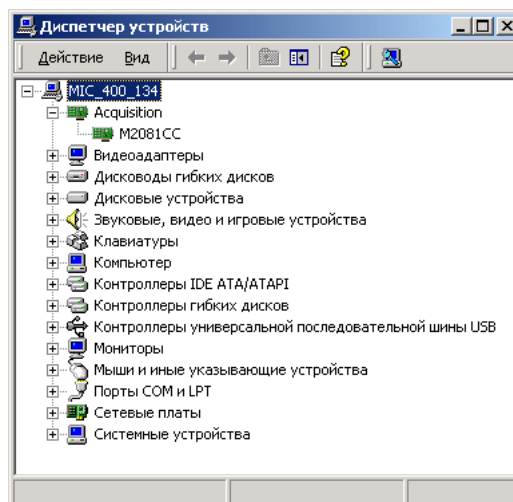 Диспетчер устройств
Действие Вид
MIC_400_134
Acquisition
M2081CC
Видеоадаптеры
Дисководы гибких дисков
Дисковые устройства
Звуковые, видео и игровые устройства
Клавиатуры
Компьютер
Контроллеры IDE ATA/ATAPI
Контроллеры гибких дисков
Контроллеры универсальной последовательной шины USB
Мониторы
Мыши и иные указывающие устройства
Порты COM и LPT
Сетевые платы
Системные устройства